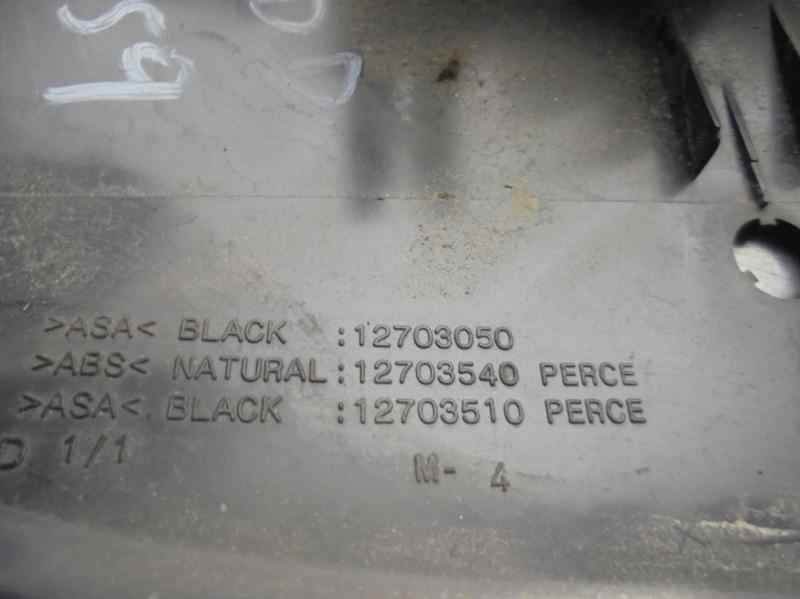 >ASA< BLACK :12703050
>ABS< NATURAL:12703540 PERCE
>ASA<. BLACK :12703510 PERCE
1/1
M- 4